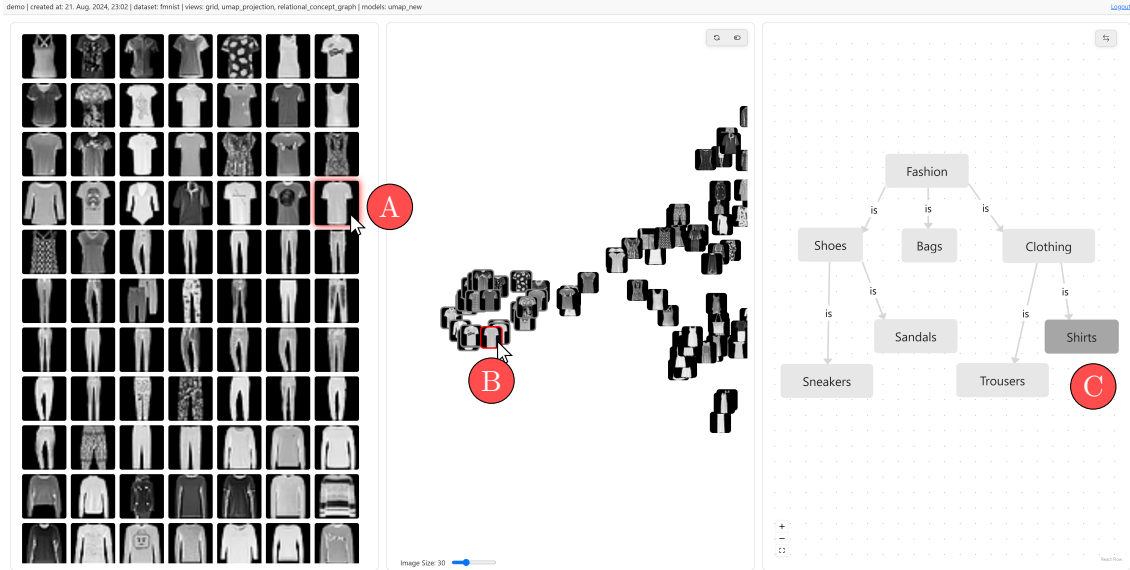 demo | created at: 21. Aug. 2024, 23:02 | dataset: fmnist | views: grid, umap_projection, relational_concept_graph | models: umap_new
Logout
A
B
Image Size: 30
Fashion
is
is
is
Shoes
Bags
Clothing
is
is
is
is
Sandals
Shirts
Sneakers
Trousers
C
React Flow